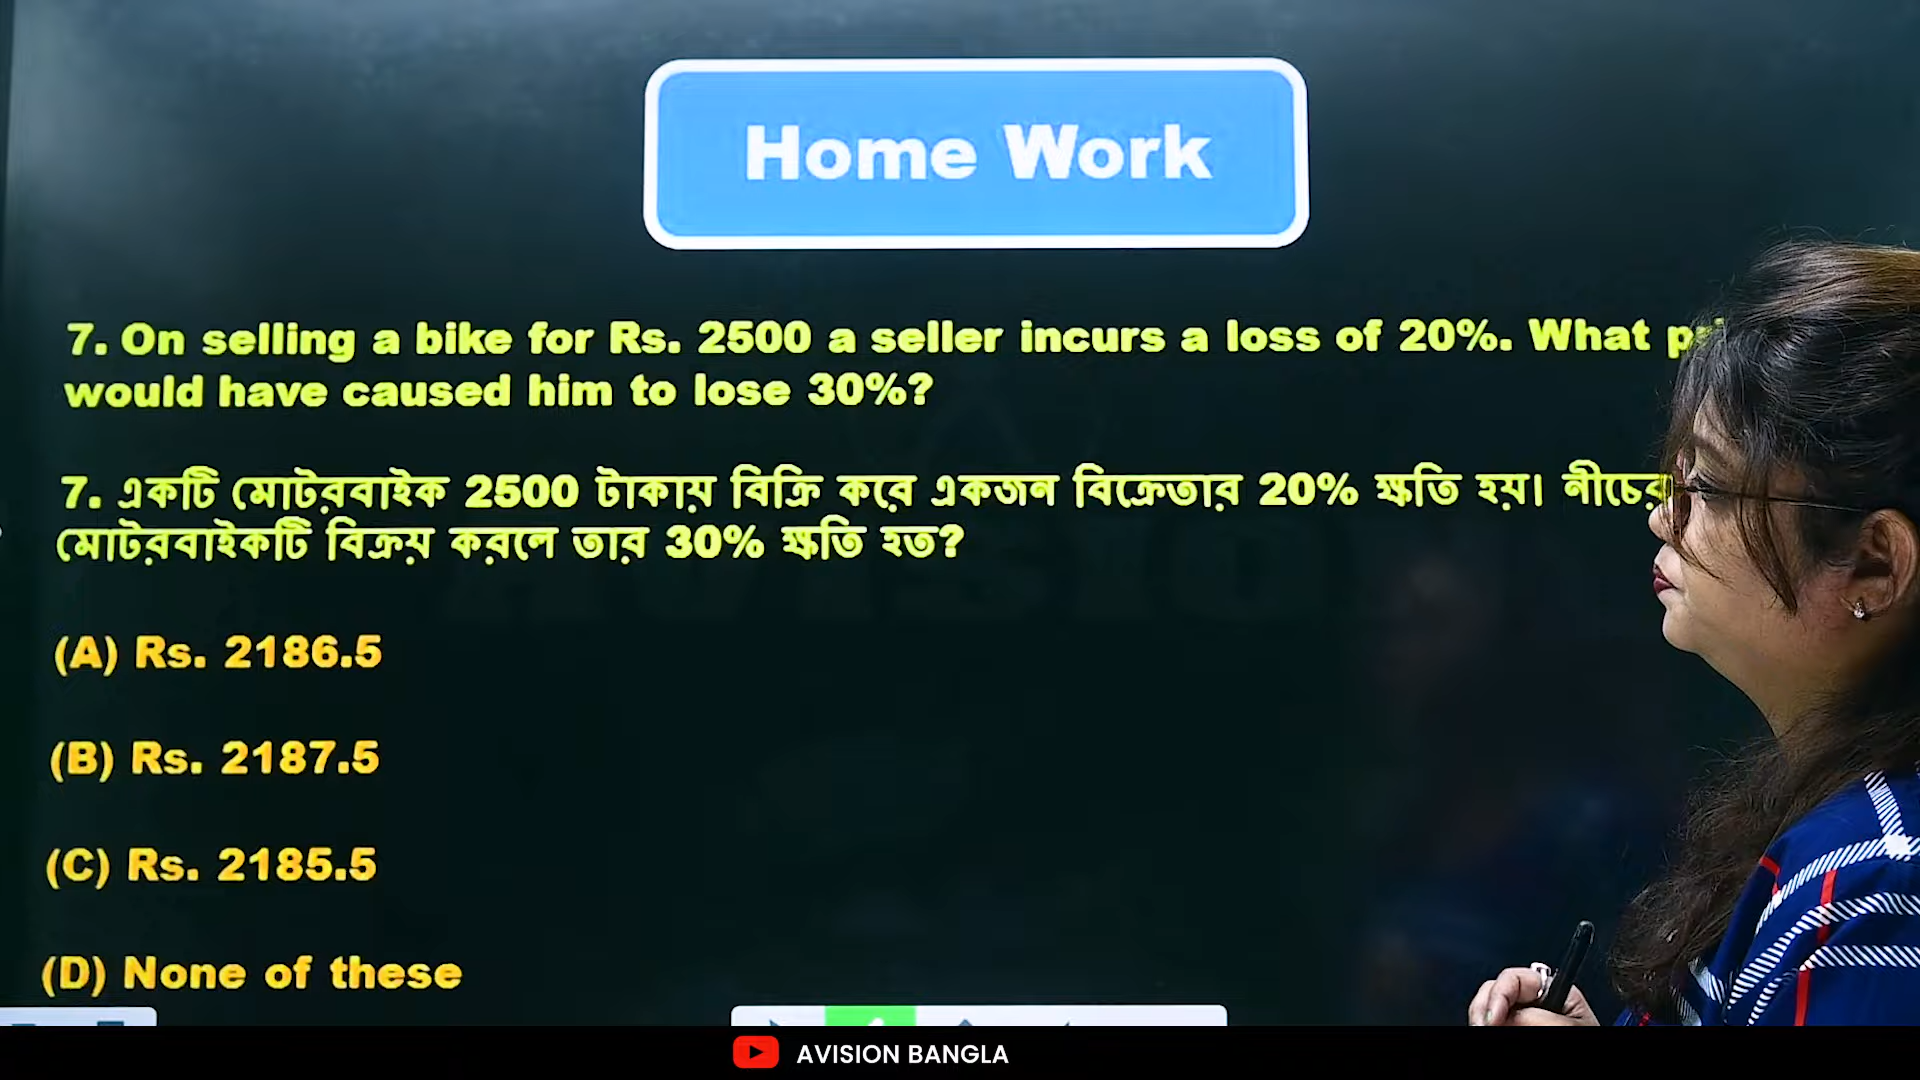 Home Work
7. On selling a bike for Rs. 2500 a seller incurs a loss of 20%. What
would have caused him to lose 30%?
7. একটি মোটরবাইক 2500 টাকায় বিক্রি করে একজন বিক্রেতার 20% ক্ষতি হয়। নীচের
মোটরবাইকটি বিক্রয় করলে তার 30% ক্ষতি হত?
(A) Rs. 2186.5
(B) Rs. 2187.5
(C) Rs. 2185.5
(D) None of these
AVISION BANGLA